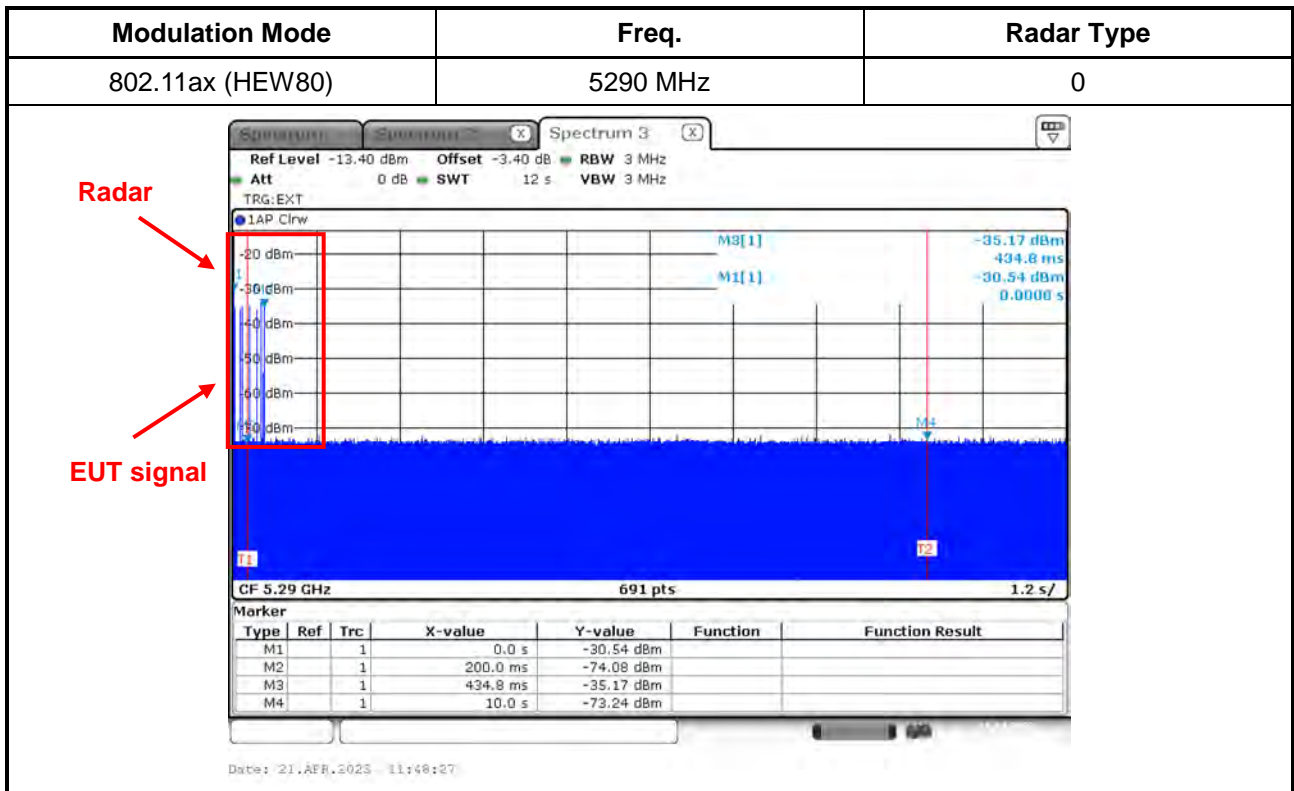 Modulation Mode Freq. Radar Type
802.11ax (HEW80) 5290 MHz 0
Spectrum 3
Ref Level -13.40 dBm Offset -3.40 dB RBW 3 MHz
Att 0 dB SWT 12 s VBW 3 MHz
TRG:EXT
Radar
1AP Clrw
M3[1] -35.17 dBm
434.8 ms
M1[1] -30.54 dBm
0.0000 s
-20 dBm
-30 dBm
-40 dBm
-50 dBm
-60 dBm
-70 dBm
M4
EUT signal
T1
T2
CF 5.29 GHz 691 pts 1.2 s/
Marker
Type Ref Trc X-value Y-value Function Function Result
M1 1 0.0 s -30.54 dBm
M2 1 200.0 ms -74.08 dBm
M3 1 434.8 ms -35.17 dBm
M4 1 10.0 s -73.24 dBm
Date: 21.APR.2025 11:48:27